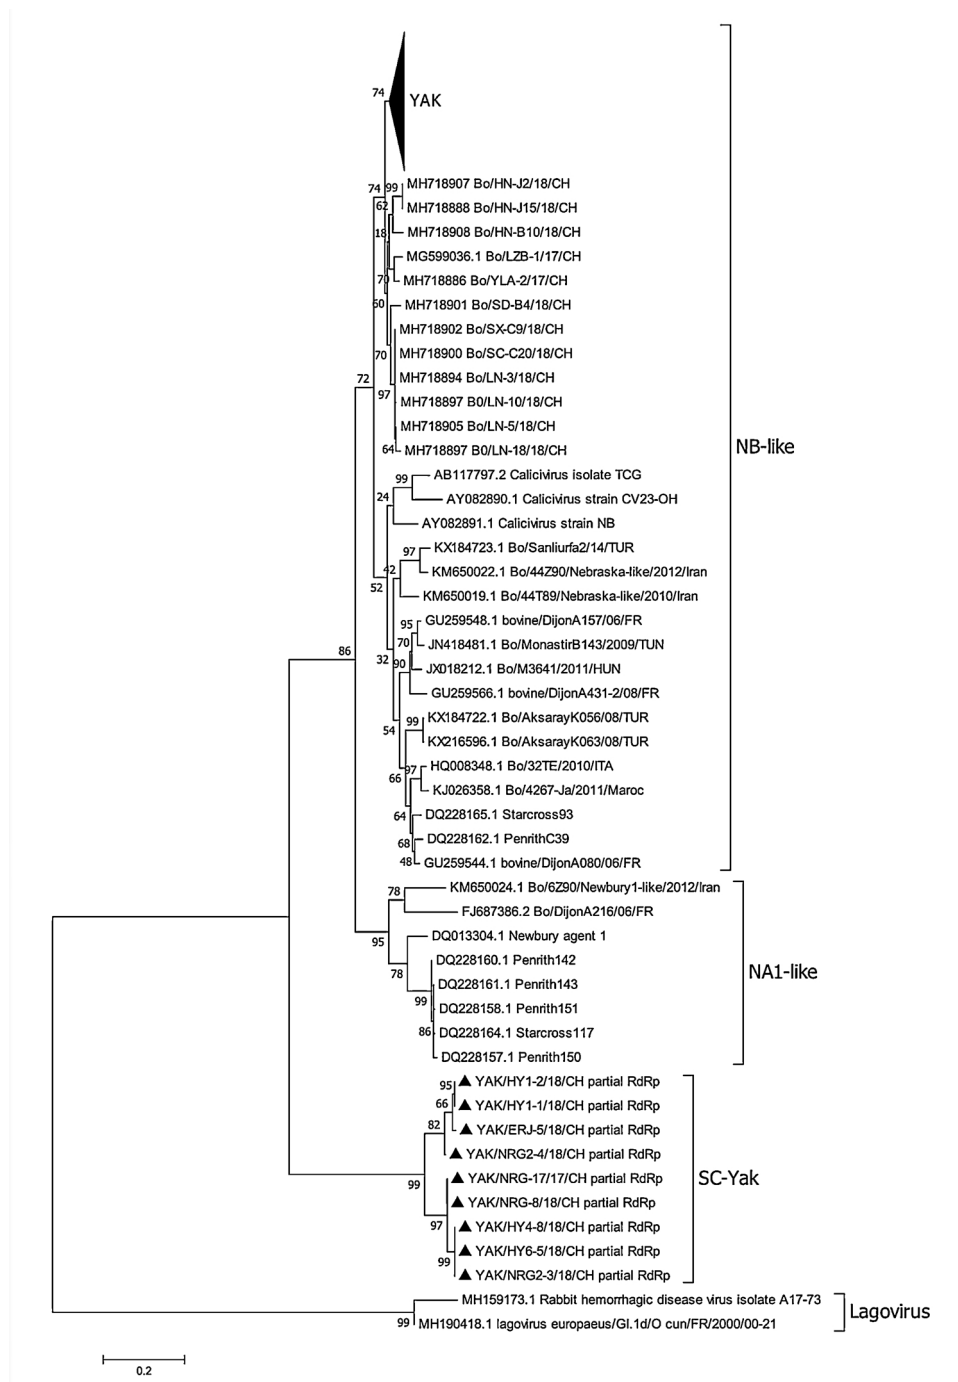 74
YAK
MH718907 Bo/HN-J2/18/CH
74
99
62
MH718888 Bo/HN-J15/18/CH
MH718908 Bo/HN-B10/18/CH
18
MG599036.1 Bo/LZB-1/17/CH
MH718886 Bo/YLA-2/17/CH
70
MH718901 Bo/SD-B4/18/CH
60
MH718902 Bo/SX-C9/18/CH
MH718900 Bo/SC-C20/18/CH
70
MH718894 Bo/LN-3/18/CH
72
97
MH718897 B0/LN-10/18/CH
MH718905 Bo/LN-5/18/CH
MH718897 B0/LN-18/18/CH
64
NB-like
AB117797.2 Calicivirus isolate TCG
99
AY082890.1 Calicivirus strain CV23-OH
24
AY082891.1 Calicivirus strain NB
KX184723.1 Bo/Sanliurfa2/14/TUR
97
KM650022.1 Bo/44Z90/Nebraska-like/2012/Iran
42
52
KM650019.1 Bo/44T89/Nebraska-like/2010/Iran
GU259548.1 bovine/DijonA157/06/FR
95
JN418481.1 Bo/MonastirB143/2009/TUN
70
86
32
90
JX018212.1 Bo/M3641/2011/HUN
GU259566.1 bovine/DijonA431-2/08/FR
KX184722.1 Bo/AksarayK056/08/TUR
99
54
KX216596.1 Bo/AksarayK063/08/TUR
HQ008348.1 Bo/32TE/2010/ITA
97
66
KJ026358.1 Bo/4267-Ja/2011/Maroc
DQ228165.1 Starcross93
64
DQ228162.1 PenrithC39
68
GU259544.1 bovine/DijonA080/06/FR
48
KM650024.1 Bo/6Z90/Newbury1-like/2012/Iran
78
FJ687386.2 Bo/DijonA216/06/FR
DQ013304.1 Newbury agent 1
95
DQ228160.1 Penrith142
78
NA1-like
DQ228161.1 Penrith143
99
DQ228158.1 Penrith151
DQ228164.1 Starcross117
86
DQ228157.1 Penrith150
95
YAK/HY1-2/18/CH partial RdRp
66
YAK/HY1-1/18/CH partial RdRp
82
YAK/ERJ-5/18/CH partial RdRp
YAK/NRG2-4/18/CH partial RdRp
99
YAK/NRG-17/17/CH partial RdRp
SC-Yak
YAK/NRG-8/18/CH partial RdRp
97
YAK/HY4-8/18/CH partial RdRp
YAK/HY6-5/18/CH partial RdRp
99
YAK/NRG2-3/18/CH partial RdRp
MH159173.1 Rabbit hemorrhagic disease virus isolate A17-73
Lagovirus
99
MH190418.1 lagovirus europaeus/GI.1d/O cun/FR/2000/00-21
0.2